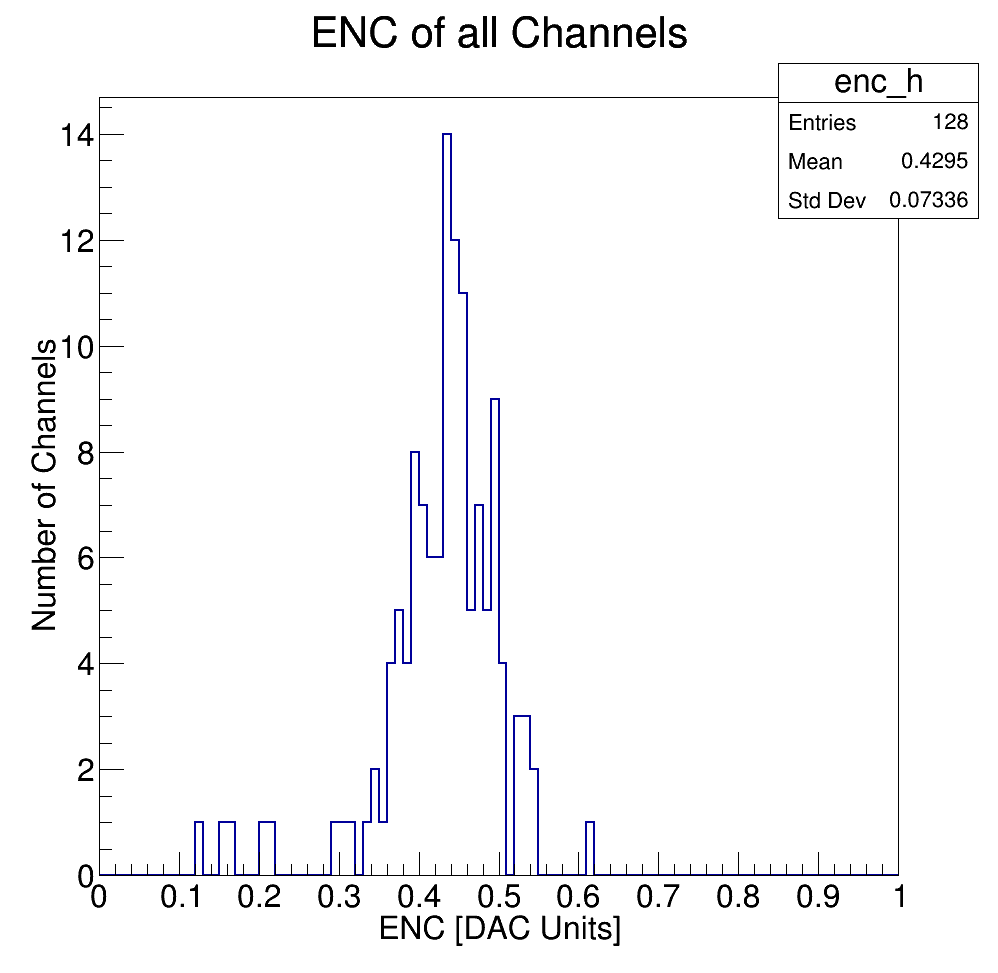 ENC of all Channels
enc_h
Entries 128
Mean 0.4295
Std Dev 0.07336
Number of Channels
14
12
10
8
6
4
2
0
0 0.1 0.2 0.3 0.4 0.5 0.6 0.7 0.8 0.9 1
ENC [DAC Units]